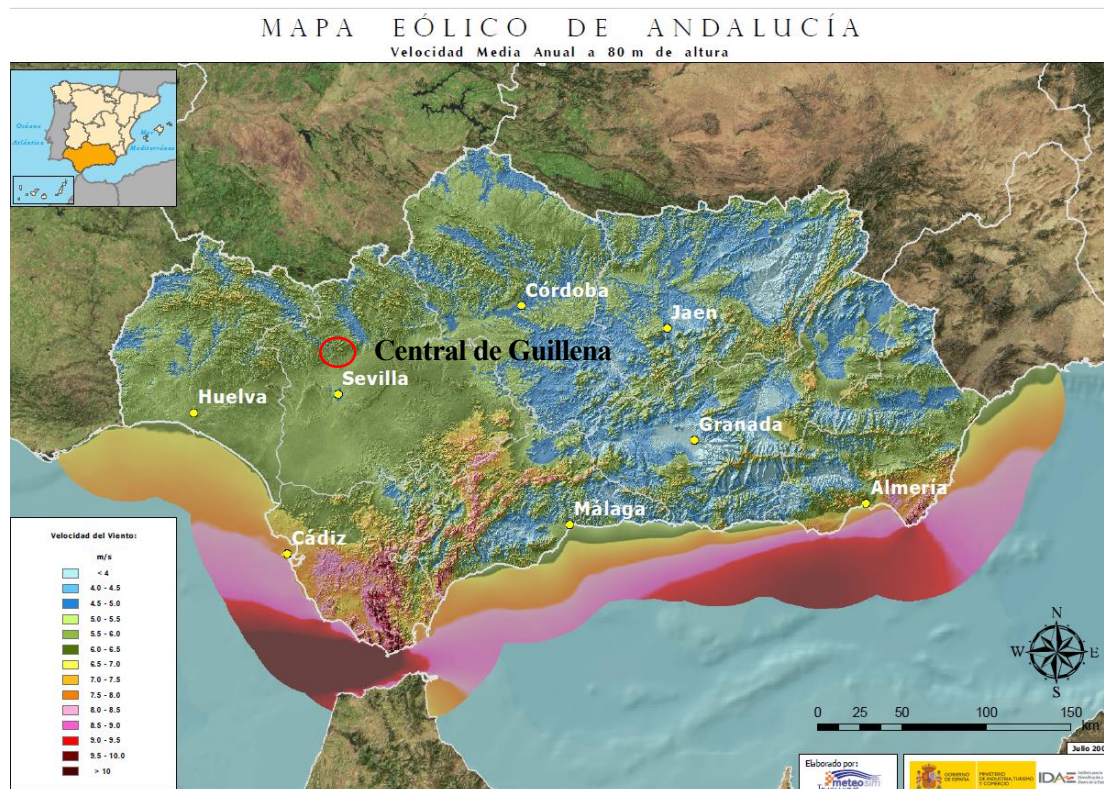 MAPA EÓLICO DE ANDALUCÍA
Velocidad Media Anual a 80 m de altura
Océano
Atlántico
Mar
Mediterráneo
Córdoba
Jaen
Central de Guillena
Sevilla
Huelva
Granada
Almería
Málaga
Cádiz
Velocidad del Viento:
m/s
< 4
4.0 - 4.5
4.5 - 5.0
5.0 - 5.5
5.5 - 6.0
6.0 - 6.5
6.5 - 7.0
7.0 - 7.5
7.5 - 8.0
8.0 - 8.5
8.5 - 9.0
9.0 - 9.5
9.5 - 10.0
> 10
N
W E
S
0 25 50 100 150
km
Julio 200
Elaborado por:
meteosim
GOBIERNO
DE ESPAÑA
MINISTERIO
DE INDUSTRIA, TURISMO
Y COMERCIO
IDAE